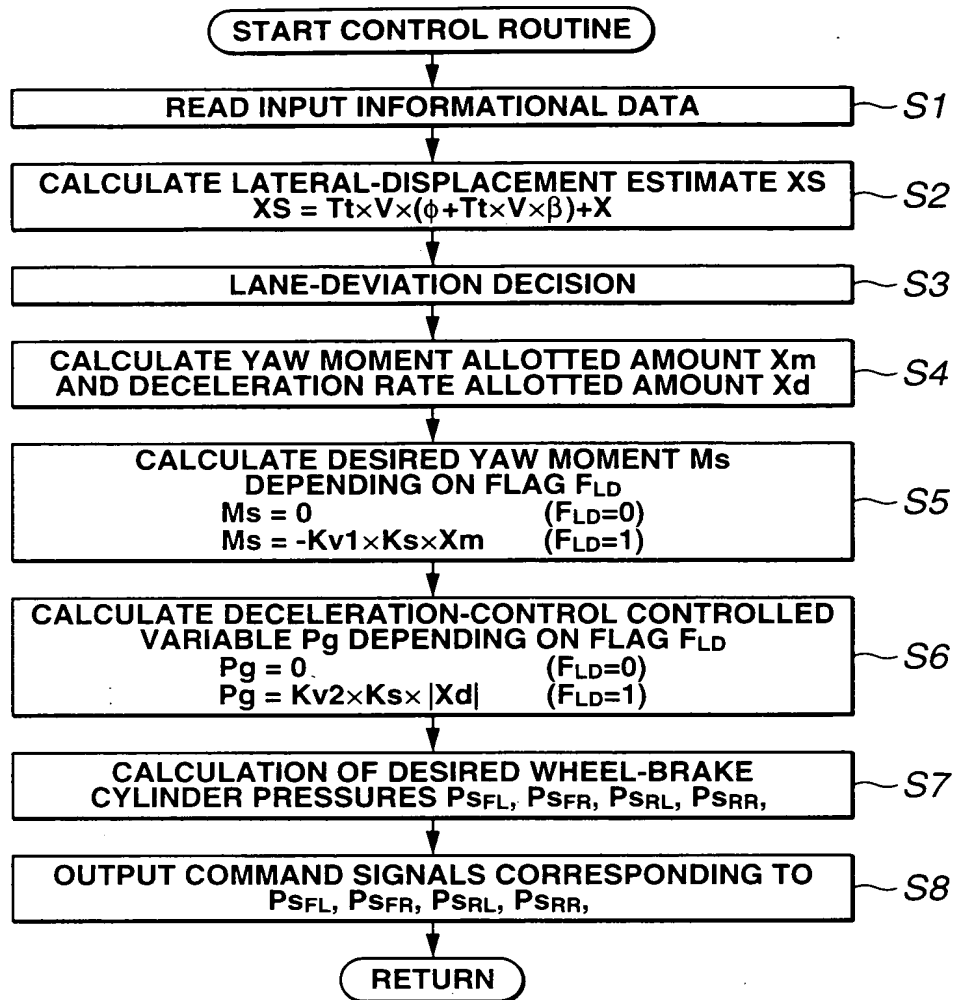 START CONTROL ROUTINE
READ INPUT INFORMATIONAL DATA
S1
CALCULATE LATERAL-DISPLACEMENT ESTIMATE XS
XS = Tt×V×(ϕ+Tt×V×β)+X
S2
LANE-DEVIATION DECISION
S3
CALCULATE YAW MOMENT ALLOTTED AMOUNT Xm
AND DECELERATION RATE ALLOTTED AMOUNT Xd
S4
CALCULATE DESIRED YAW MOMENT Ms
DEPENDING ON FLAG FLD
Ms = 0 (FLD=0)
Ms = -Kv1×Ks×Xm (FLD=1)
S5
CALCULATE DECELERATION-CONTROL CONTROLLED
VARIABLE Pg DEPENDING ON FLAG FLD
Pg = 0 (FLD=0)
Pg = Kv2×Ks×|Xd| (FLD=1)
S6
CALCULATION OF DESIRED WHEEL-BRAKE
CYLINDER PRESSURES PsFL, PsFR, PsRL, PsRR,
S7
OUTPUT COMMAND SIGNALS CORRESPONDING TO
PsFL, PsFR, PsRL, PsRR,
S8
RETURN